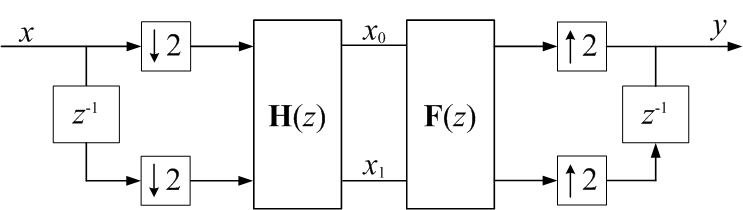 x ↓2 H(z) x₀ F(z) ↑2 y
z⁻¹ z⁻¹
↓2 x₁ ↑2